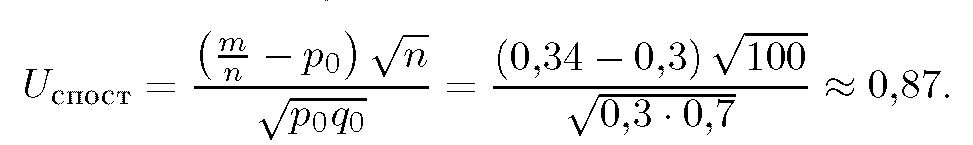 $U_{\text{спост}} = \frac{\left(\frac{m}{n} - p_0\right)\sqrt{n}}{\sqrt{p_0 q_0}} = \frac{(0{,}34 - 0{,}3)\sqrt{100}}{\sqrt{0{,}3 \cdot 0{,}7}} \approx 0{,}87.$